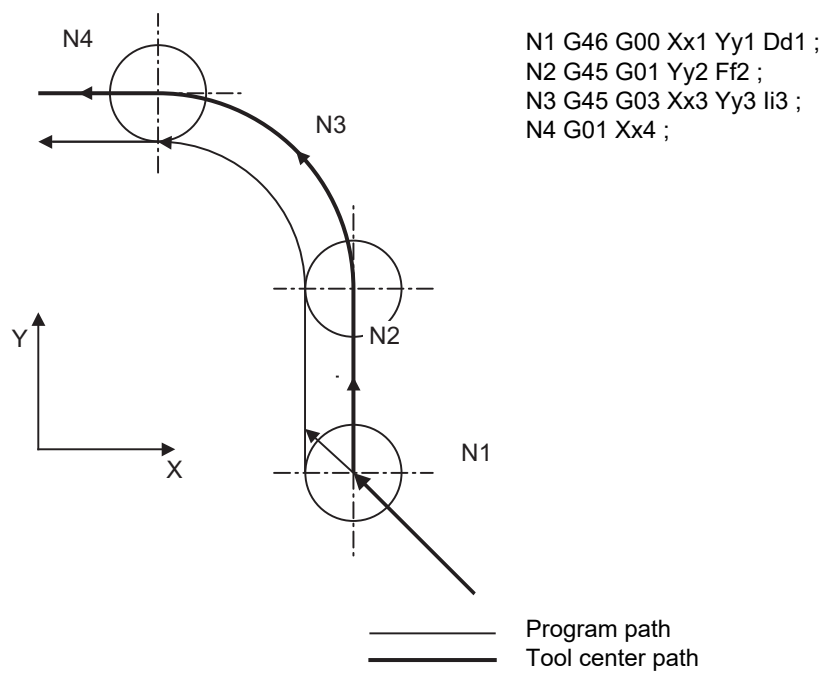 N4
N1 G46 G00 Xx1 Yy1 Dd1 ;
N2 G45 G01 Yy2 Ff2 ;
N3 G45 G03 Xx3 Yy3 Ii3 ;
N4 G01 Xx4 ;
N3
Y
N2
X
N1
Program path
Tool center path